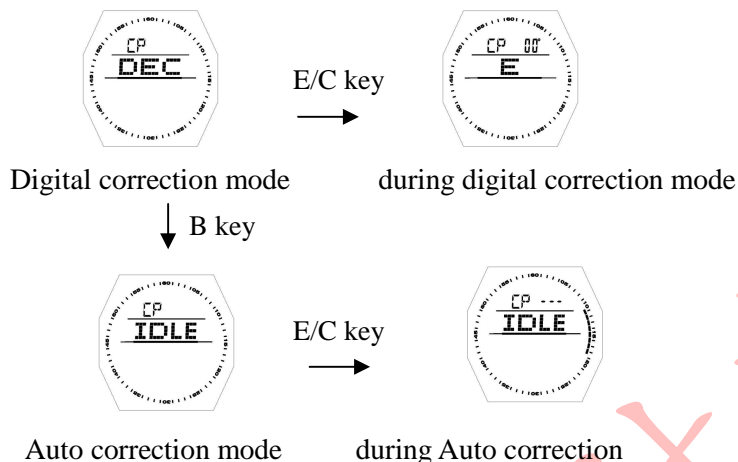 CP
DEC
E/C key
CP 00
E
Digital correction mode
during digital correction mode
B key
CP
IDLE
E/C key
CP ---
IDLE
Auto correction mode
during Auto correction